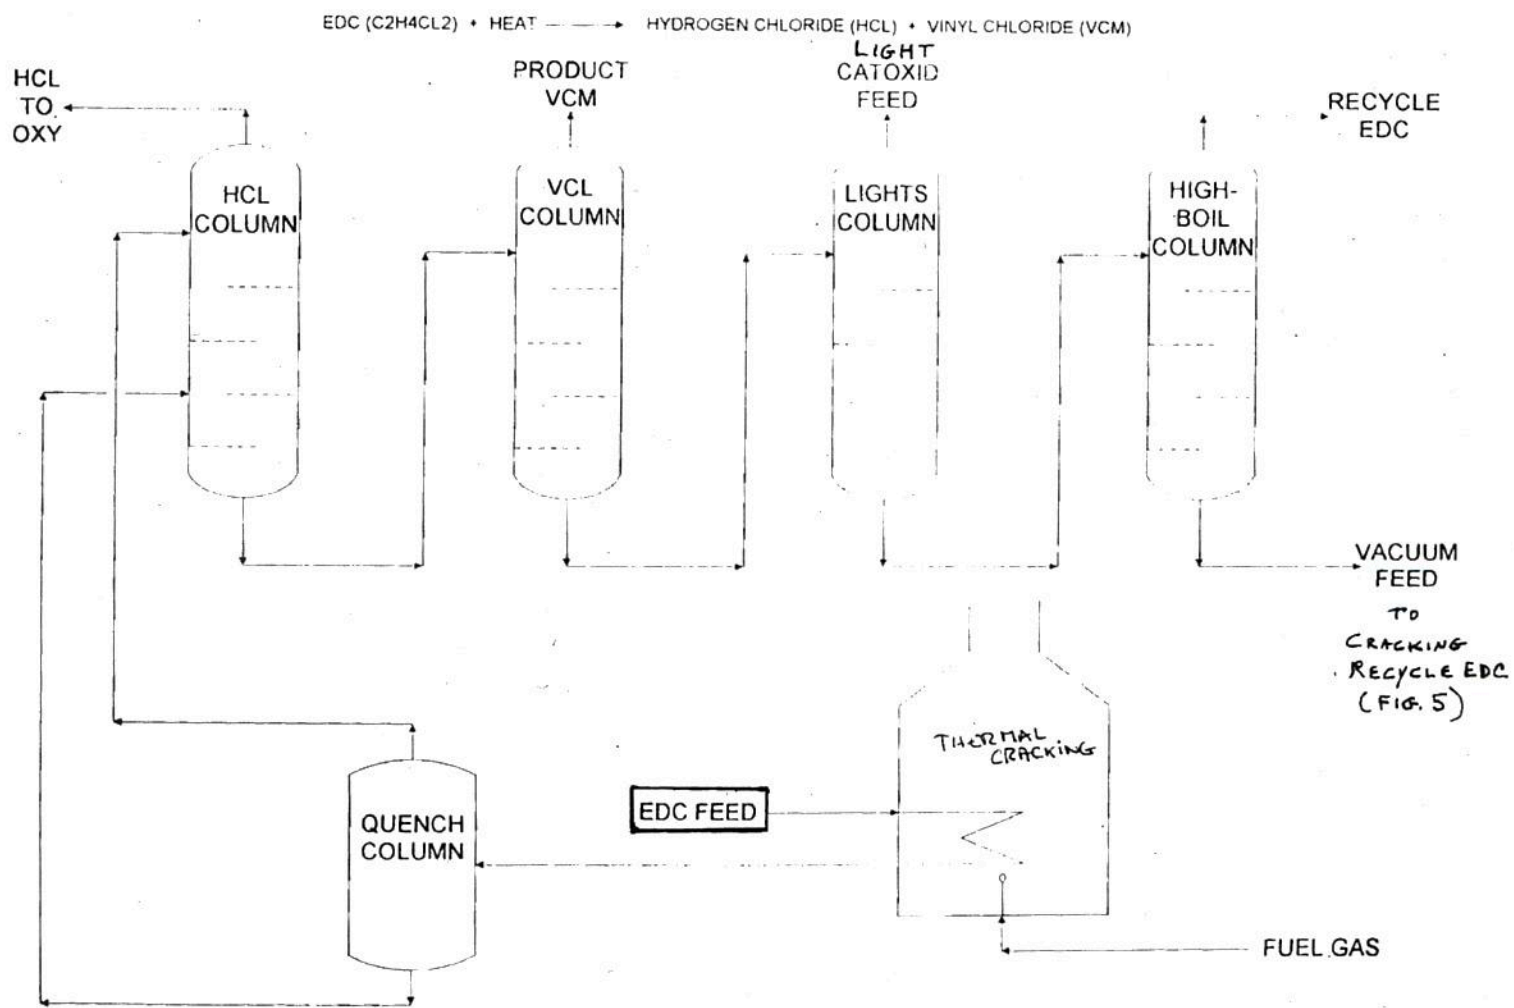 EDC (C2H4CL2) + HEAT → HYDROGEN CHLORIDE (HCL) + VINYL CHLORIDE (VCM)
HCL
TO
OXY
PRODUCT
VCM
LIGHT
CATOXID
FEED
RECYCLE
EDC
HCL
COLUMN
VCL
COLUMN
LIGHTS
COLUMN
HIGH-
BOIL
COLUMN
VACUUM
FEED
TO
CRACKING
RECYCLE EDC
(FIG. 5)
THERMAL
CRACKING
EDC FEED
QUENCH
COLUMN
FUEL GAS